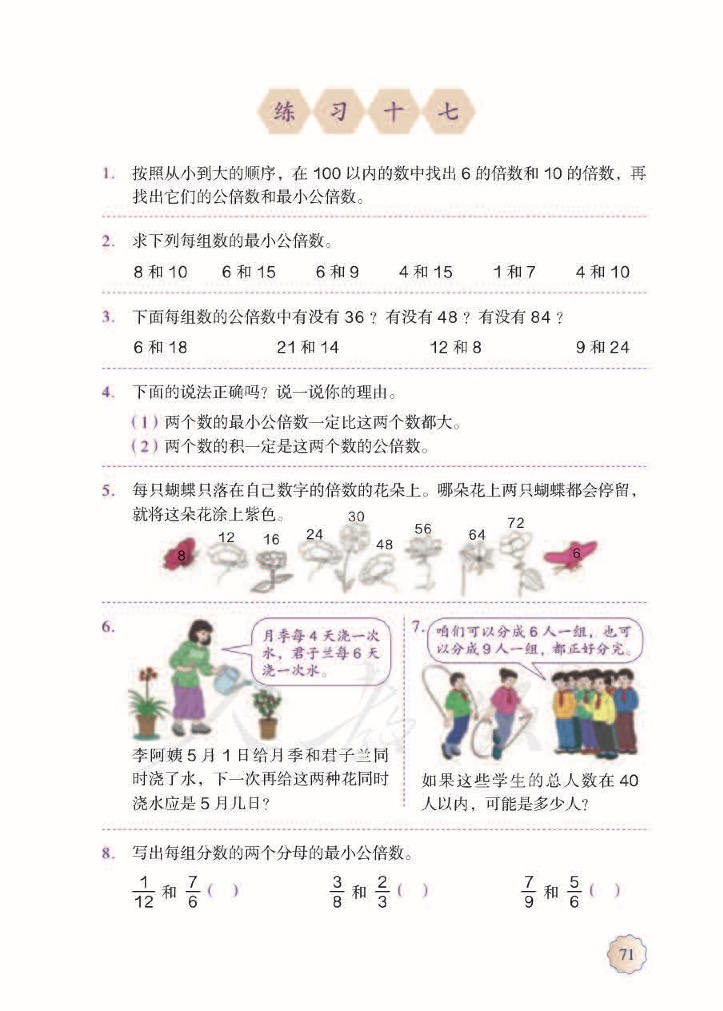 练习十七
1. 按照从小到大的顺序，在 100 以内的数中找出 6 的倍数和 10 的倍数，再
找出它们的公倍数和最小公倍数。
2. 求下列每组数的最小公倍数。
8 和 10 6 和 15 6 和 9 4 和 15 1 和 7 4 和 10
3. 下面每组数的公倍数中有没有 36？有没有 48？有没有 84？
6 和 18 21 和 14 12 和 8 9 和 24
4. 下面的说法正确吗？说一说你的理由。
（1）两个数的最小公倍数一定比这两个数都大。
（2）两个数的积一定是这两个数的公倍数。
5. 每只蝴蝶只落在自己数字的倍数的花朵上。哪朵花上两只蝴蝶都会停留，
就将这朵花涂上紫色。
8 12 16 24 30 48 56 64 72 6
6.
月季每 4 天浇一次
水，君子兰每 6 天
浇一次水。
李阿姨 5 月 1 日给月季和君子兰同
时浇了水，下一次再给这两种花同时
浇水应是 5 月几日？
7.
咱们可以分成 6 人一组，也可
以分成 9 人一组，都正好分完。
如果这些学生的总人数在 40
人以内，可能是多少人？
8. 写出每组分数的两个分母的最小公倍数。
1/12 和 7/6（ ） 3/8 和 2/3（ ） 7/9 和 5/6（ ）
71